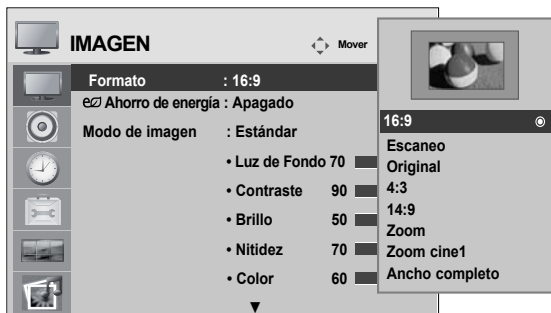 IMAGEN
Mover
Formato : 16:9
Ahorro de energía : Apagado
Modo de imagen : Estándar
• Luz de Fondo 70
• Contraste 90
• Brillo 50
• Nitidez 70
• Color 60
16:9
Escaneo
Original
4:3
14:9
Zoom
Zoom cine1
Ancho completo